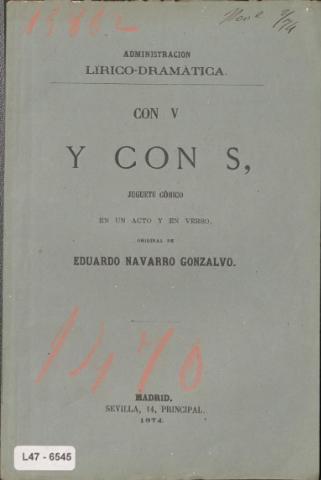 ADMINISTRACION
LÍRICO-DRAMÁTICA.
CON V
Y CON S,
JUGUETE CÓMICO
EN UN ACTO Y EN VERSO,
ORIGINAL DE
EDUARDO NAVARRO GONZALVO.
1470
MADRID.
SEVILLA, 14, PRINCIPAL.
1874.
L47 - 6545